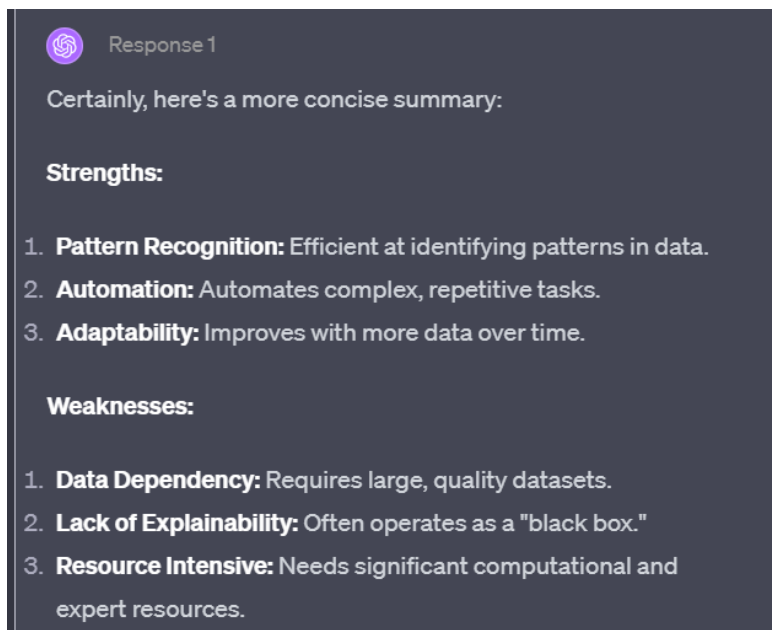 Response 1
Certainly, here's a more concise summary:
Strengths:
1. Pattern Recognition: Efficient at identifying patterns in data.
2. Automation: Automates complex, repetitive tasks.
3. Adaptability: Improves with more data over time.
Weaknesses:
1. Data Dependency: Requires large, quality datasets.
2. Lack of Explainability: Often operates as a "black box."
3. Resource Intensive: Needs significant computational and
expert resources.